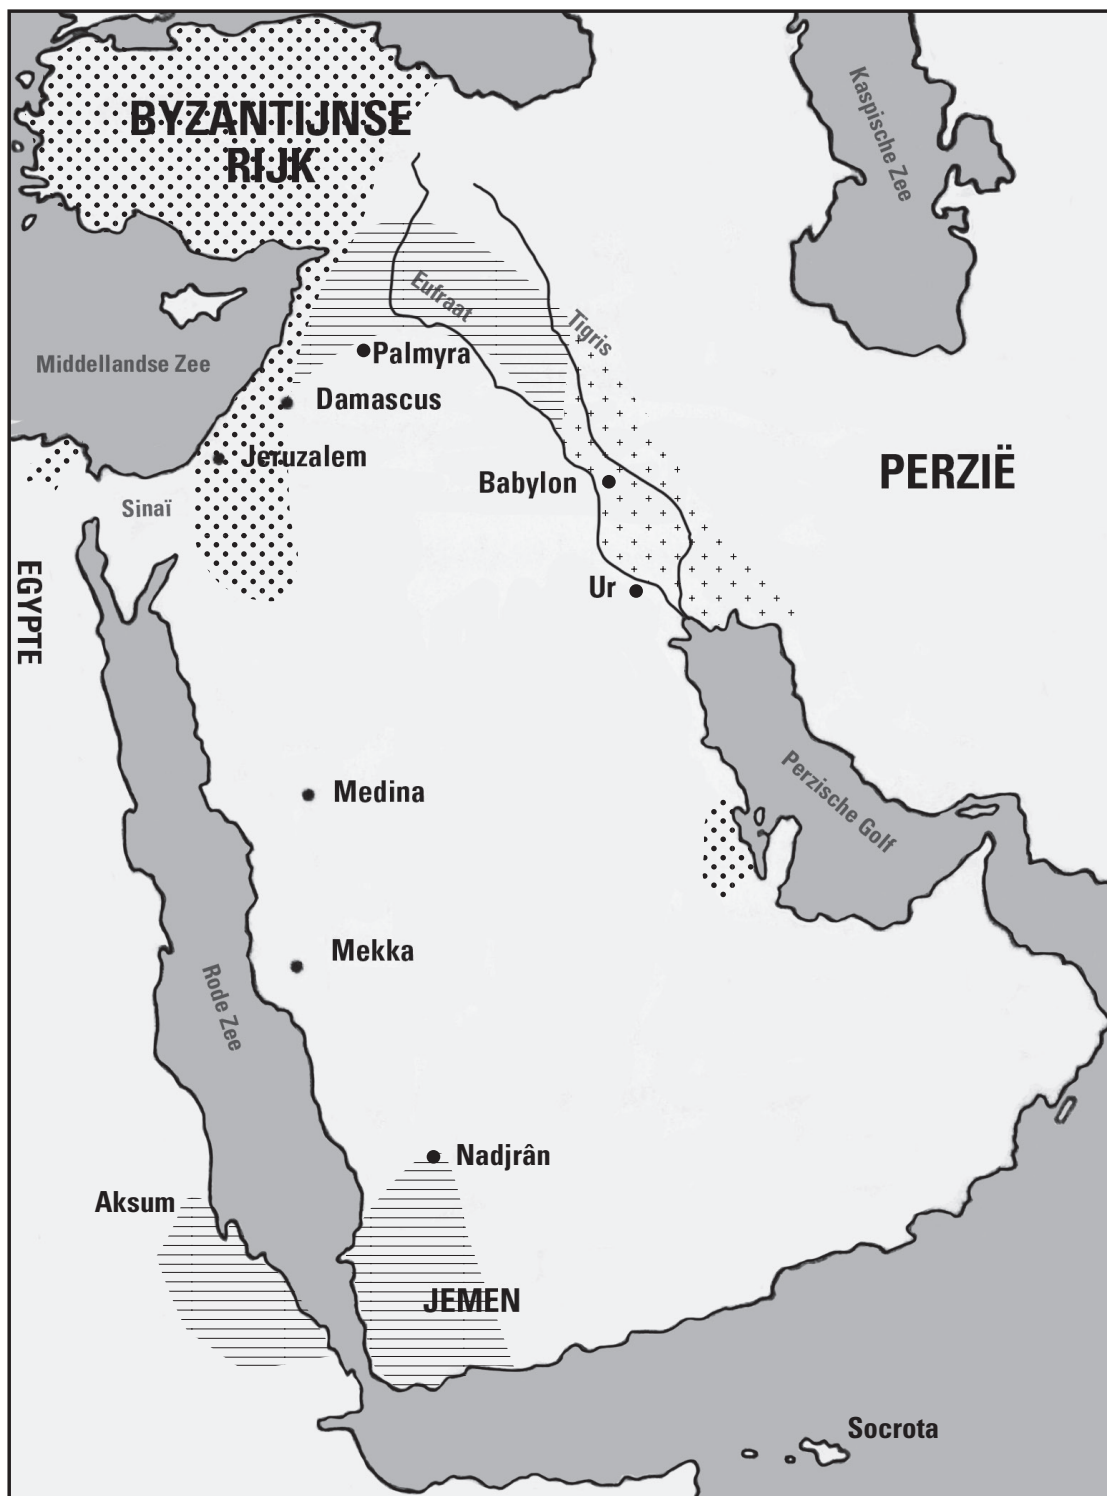 BYZANTIJNSE
RIJK
Kaspische Zee
Eufraat
Tigris
Middellandse Zee
Palmyra
Damascus
Jeruzalem
PERZIË
Babylon
Sinaï
EGYPTE
Ur
Medina
Perzische Golf
Mekka
Rode Zee
Nadjrân
Aksum
JEMEN
Socrota